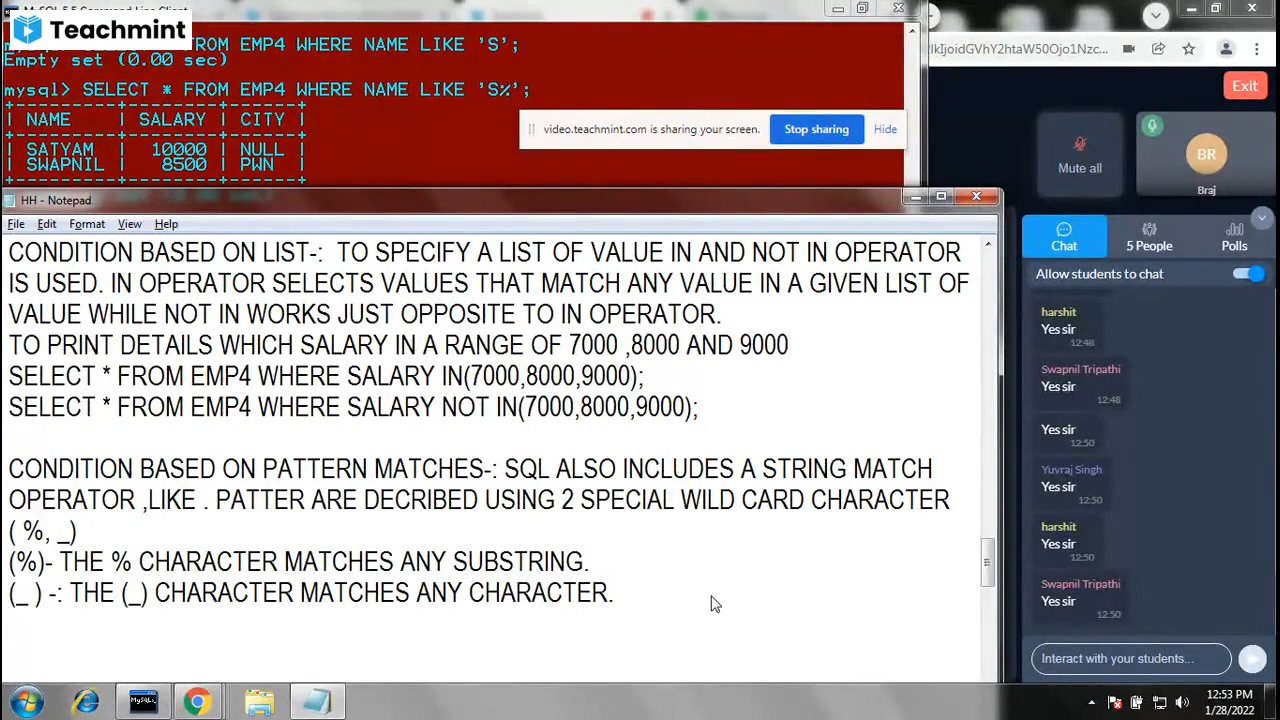 MySQL 5.5 Command Line Client
Teachmint
FROM EMP4 WHERE NAME LIKE 'S';
Empty set (0.00 sec)
mysql> SELECT * FROM EMP4 WHERE NAME LIKE 'S%';
| NAME | SALARY | CITY |
| SATYAM | 10000 | NULL |
| SWAPNIL | 8500 | PWN |
video.teachmint.com is sharing your screen.
Stop sharing
Hide
HH - Notepad
File Edit Format View Help
CONDITION BASED ON LIST-: TO SPECIFY A LIST OF VALUE IN AND NOT IN OPERATOR
IS USED. IN OPERATOR SELECTS VALUES THAT MATCH ANY VALUE IN A GIVEN LIST OF
VALUE WHILE NOT IN WORKS JUST OPPOSITE TO IN OPERATOR.
TO PRINT DETAILS WHICH SALARY IN A RANGE OF 7000 ,8000 AND 9000
SELECT * FROM EMP4 WHERE SALARY IN(7000,8000,9000);
SELECT * FROM EMP4 WHERE SALARY NOT IN(7000,8000,9000);
CONDITION BASED ON PATTERN MATCHES-: SQL ALSO INCLUDES A STRING MATCH
OPERATOR ,LIKE . PATTER ARE DECRIBED USING 2 SPECIAL WILD CARD CHARACTER
( %, _)
(%)- THE % CHARACTER MATCHES ANY SUBSTRING.
(_ ) -: THE (_) CHARACTER MATCHES ANY CHARACTER.
Exit
Mute all
BR
Braj
Chat
5 People
Polls
Allow students to chat
harshit
Yes sir
12:48
Swapnil Tripathi
Yes sir
12:48
Yes sir
12:50
Yuvraj Singh
Yes sir
12:50
harshit
Yes sir
12:50
Swapnil Tripathi
Yes sir
12:50
Interact with your students...
MySQL
12:53 PM
1/28/2022